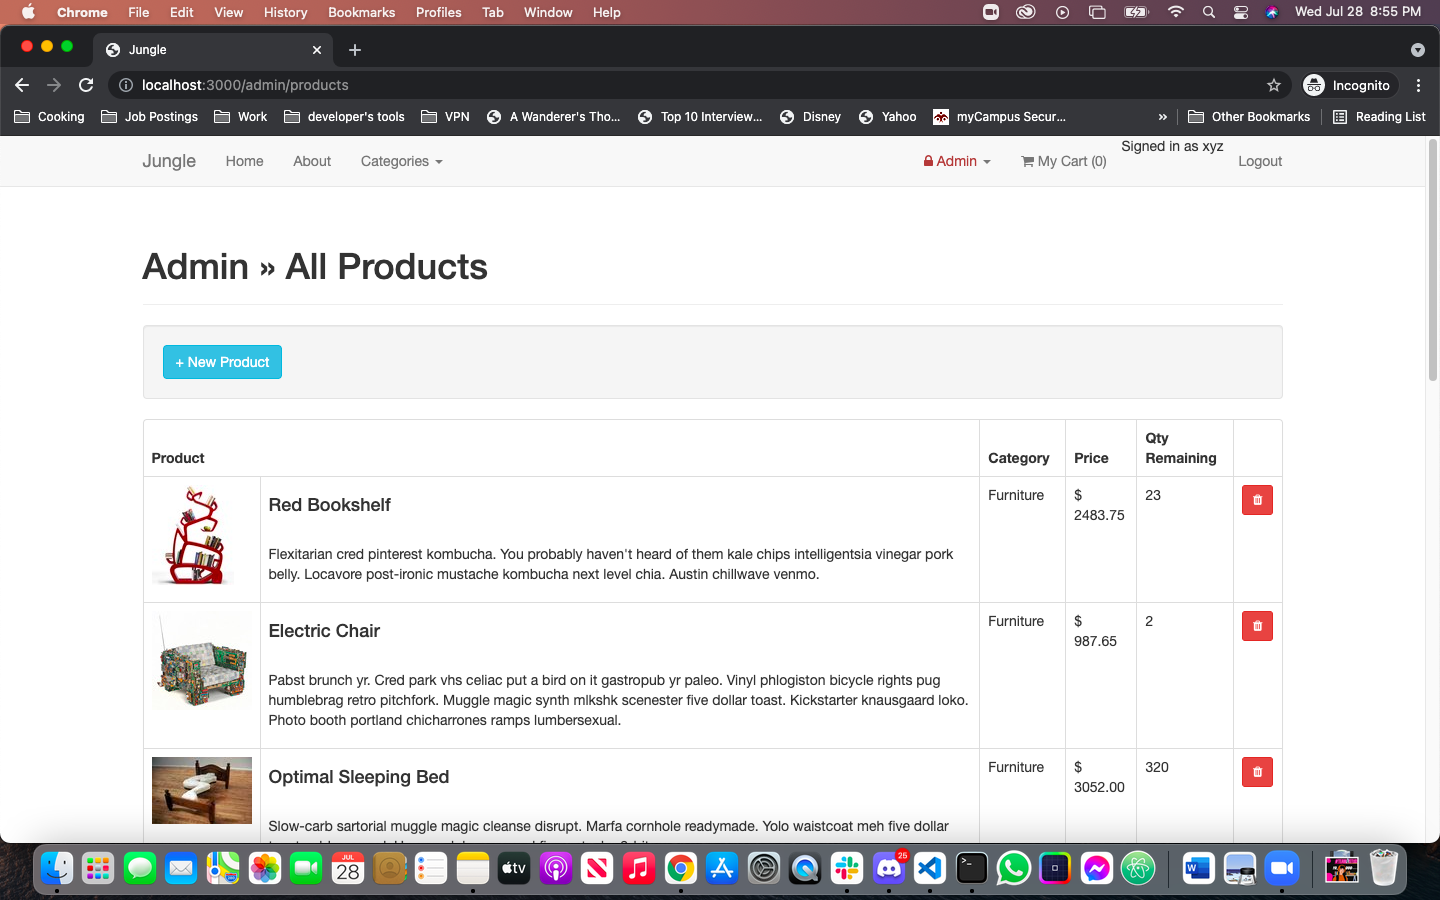 Chrome File Edit View History Bookmarks Profiles Tab Window Help Wed Jul 28 8:55 PM
Jungle
localhost:3000/admin/products Incognito
Cooking Job Postings Work developer's tools VPN A Wanderer's Tho... Top 10 Interview... Disney Yahoo myCampus Secur... » Other Bookmarks Reading List
Jungle Home About Categories Admin My Cart (0) Signed in as xyz Logout
Admin » All Products
+ New Product
Product Category Price Qty Remaining
Red Bookshelf Furniture $ 2483.75 23
Flexitarian cred pinterest kombucha. You probably haven't heard of them kale chips intelligentsia vinegar pork
belly. Locavore post-ironic mustache kombucha next level chia. Austin chillwave venmo.
Electric Chair Furniture $ 987.65 2
Pabst brunch yr. Cred park vhs celiac put a bird on it gastropub yr paleo. Vinyl phlogiston bicycle rights pug
humblebrag retro pitchfork. Muggle magic synth mlkshk scenester five dollar toast. Kickstarter knausgaard loko.
Photo booth portland chicharrones ramps lumbersexual.
Optimal Sleeping Bed Furniture $ 3052.00 320
Slow-carb sartorial muggle magic cleanse disrupt. Marfa cornhole readymade. Yolo waistcoat meh five dollar
JUL
28
tv
25